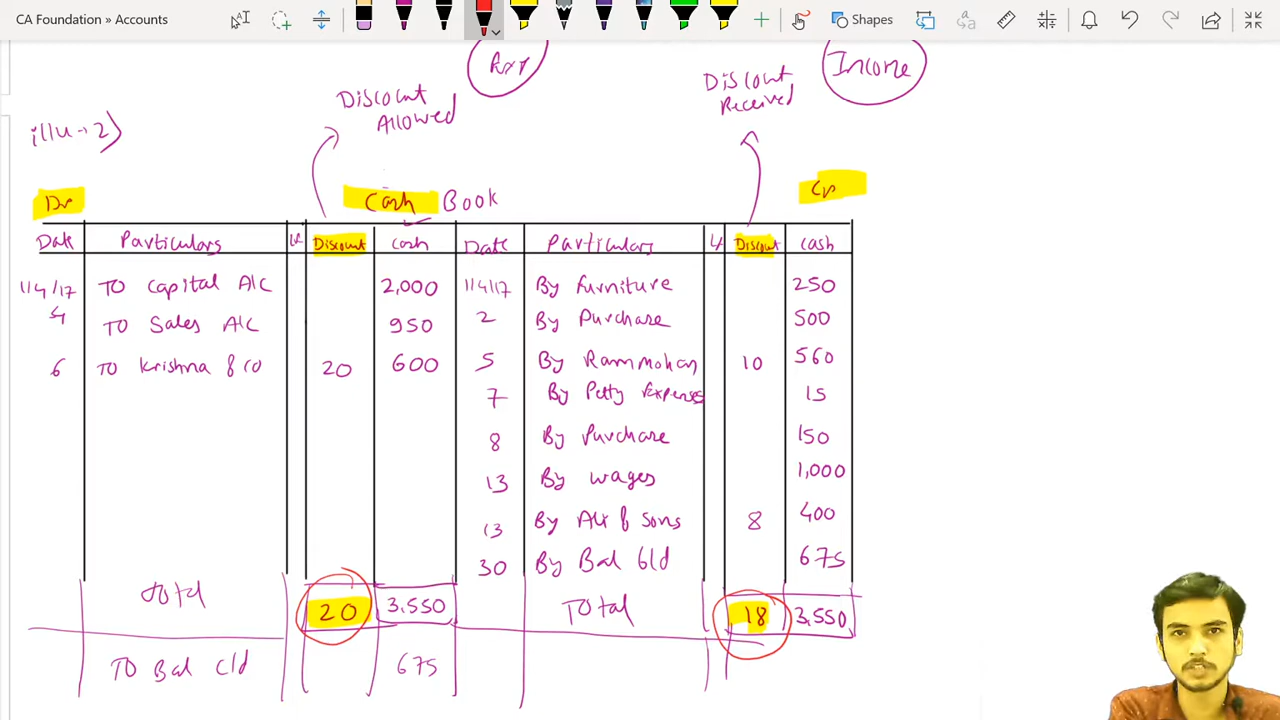 CA Foundation » Accounts
Shapes
Income
Discount Allowed
Discount Received
illu-2)
Dr
Cash Book
Cr
Date Particulars LF Discount Cash Date Particulars LF Discount Cash
1/4/17 To Capital A/c 2,000 1/4/17 By furniture 250
4 To Sales A/c 950 2 By Purchase 500
6 To Krishna & co 20 600 5 By Rammohan 10 560
7 By Petty Expenses 15
8 By Purchase 150
13 By wages 1,000
13 By & Sons 8 400
30 By Bal 675
Total 20 3,550 Total 18 3,550
To Bal c/d 675